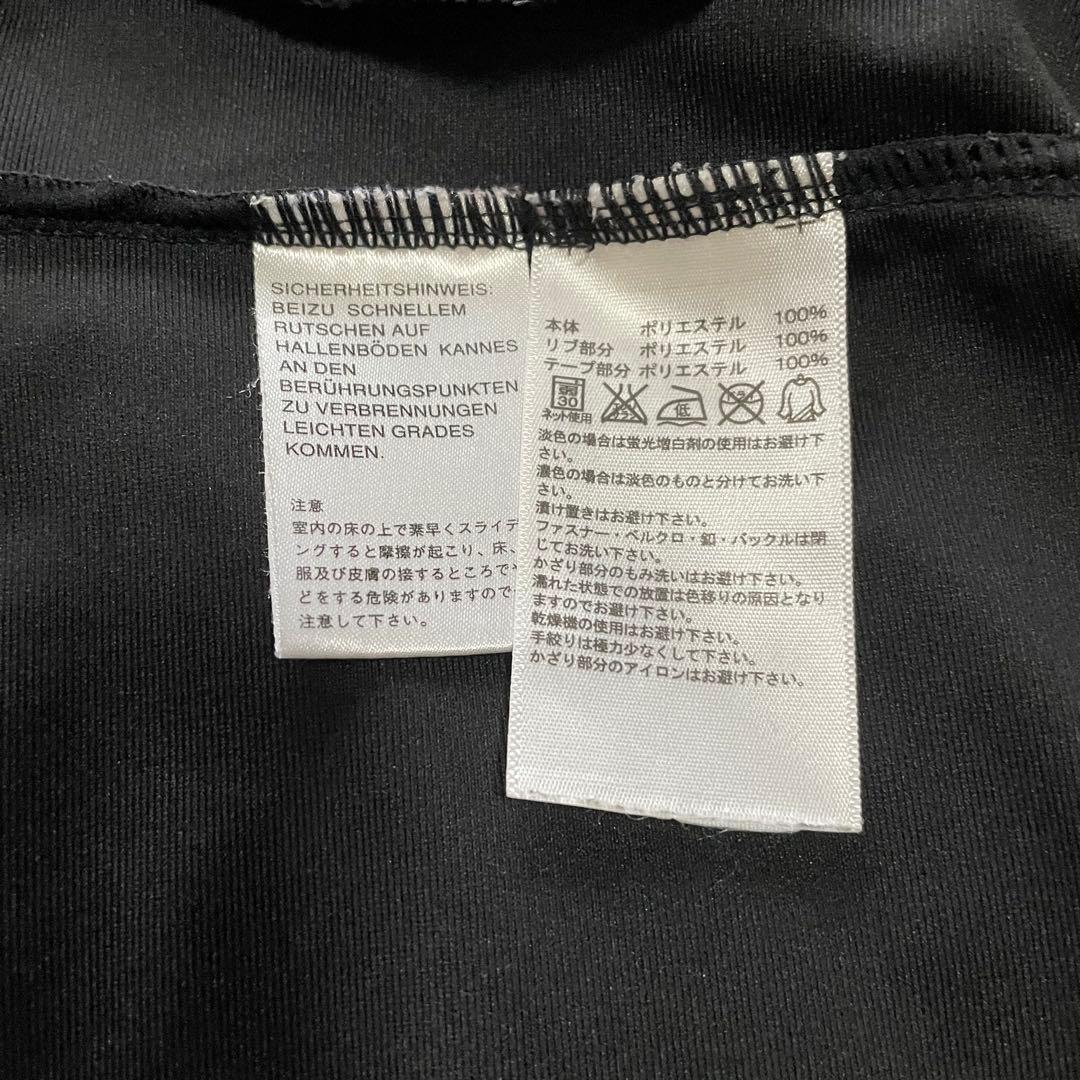 SICHERHEITSHINWEIS:
BEIZU SCHNELLEM
RUTSCHEN AUF
HALLENBÖDEN KANNES
AN DEN
BERÜHRUNGSPUNKTEN
ZU VERBRENNUNGEN
LEICHTEN GRADES
KOMMEN.
注意
室内の床の上で素早くスライデ
ングすると摩擦が起こり、床、
服及び皮膚の接するところで
どをする危険がありますので
注意して下さい。
本体 ポリエステル 100%
リブ部分 ポリエステル 100%
テープ部分 ポリエステル 100%
弱 30 低
ネット使用
淡色の場合は蛍光増白剤の使用はお避け下
さい。
濃色の場合は淡色のものと分けてお洗い下
さい。
漬け置きはお避け下さい。
ファスナー・ベルクロ・釦・バックルは閉
じてお洗い下さい。
かざり部分のもみ洗いはお避け下さい。
濡れた状態での放置は色移りの原因となり
ますのでお避け下さい。
乾燥機の使用はお避け下さい。
手絞りは極力少なくして下さい。
かざり部分のアイロンはお避け下さい。